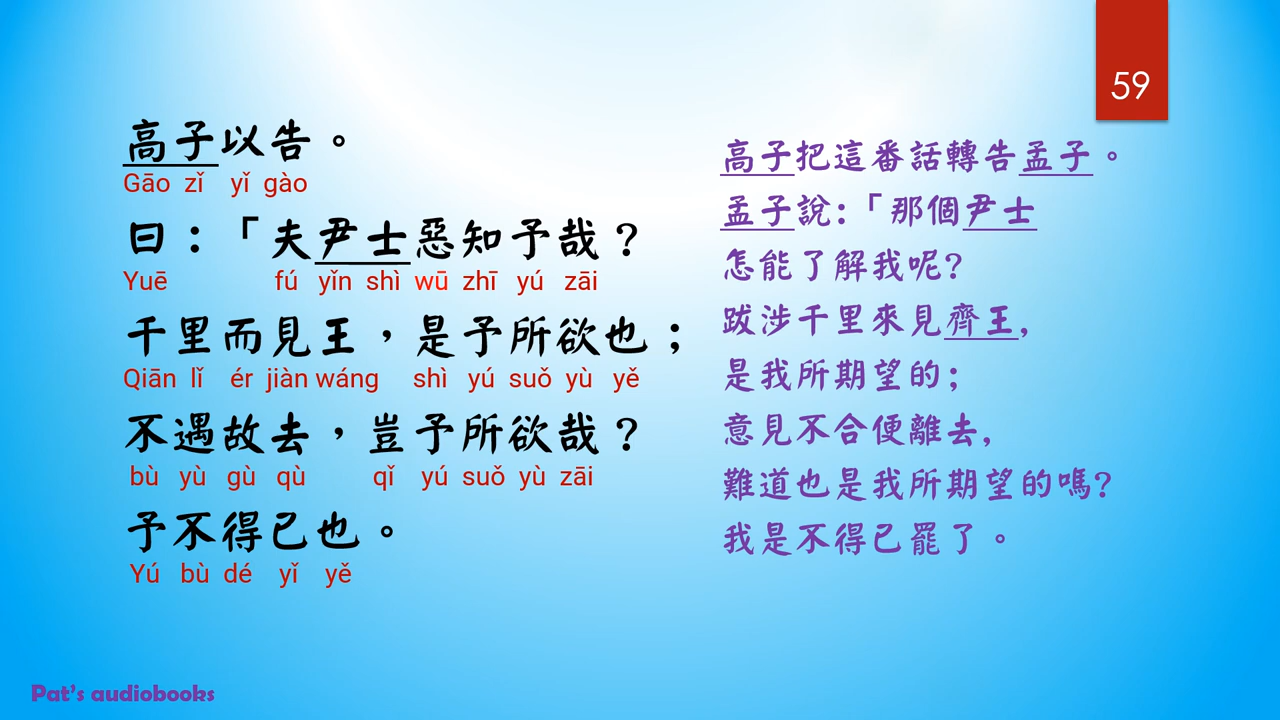 59
高子以告。
Gāo zǐ yǐ gào
曰：「夫尹士惡知予哉？
Yuē fú yǐn shì wū zhī yú zāi
千里而見王，是予所欲也；
Qiān lǐ ér jiàn wáng shì yú suǒ yù yě
不遇故去，豈予所欲哉？
bù yù gù qù qǐ yú suǒ yù zāi
予不得已也。
Yú bù dé yǐ yě
高子把這番話轉告孟子。
孟子說:「那個尹士
怎能了解我呢?
跋涉千里來見齊王,
是我所期望的;
意見不合便離去,
難道也是我所期望的嗎?
我是不得已罷了。
Pat's audiobooks